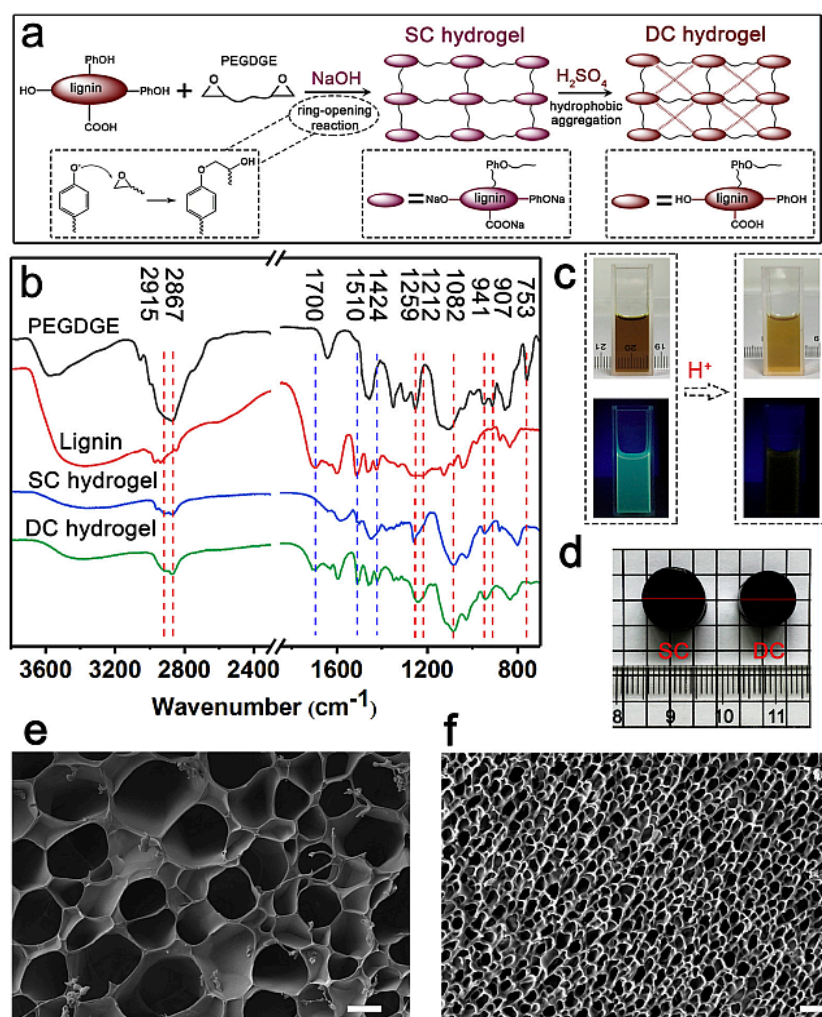 a
SC hydrogel
DC hydrogel
PhOH
HO
lignin
PhOH
COOH
+
PEGDGE
O
O
NaOH
ring-opening
reaction
H2SO4
hydrophobic
aggregation
O-
O
O
OH
PhO
= NaO
lignin
PhONa
COONa
PhO
= HO
lignin
PhOH
COOH
b
2915
2867
1700
1510
1424
1259
1212
1082
941
907
753
PEGDGE
Lignin
SC hydrogel
DC hydrogel
3600 2800 2400 1600 1200 800
Wavenumber (cm-1)
c
21 20 19
H+
d
SC DC
8 9 10 11
e
f